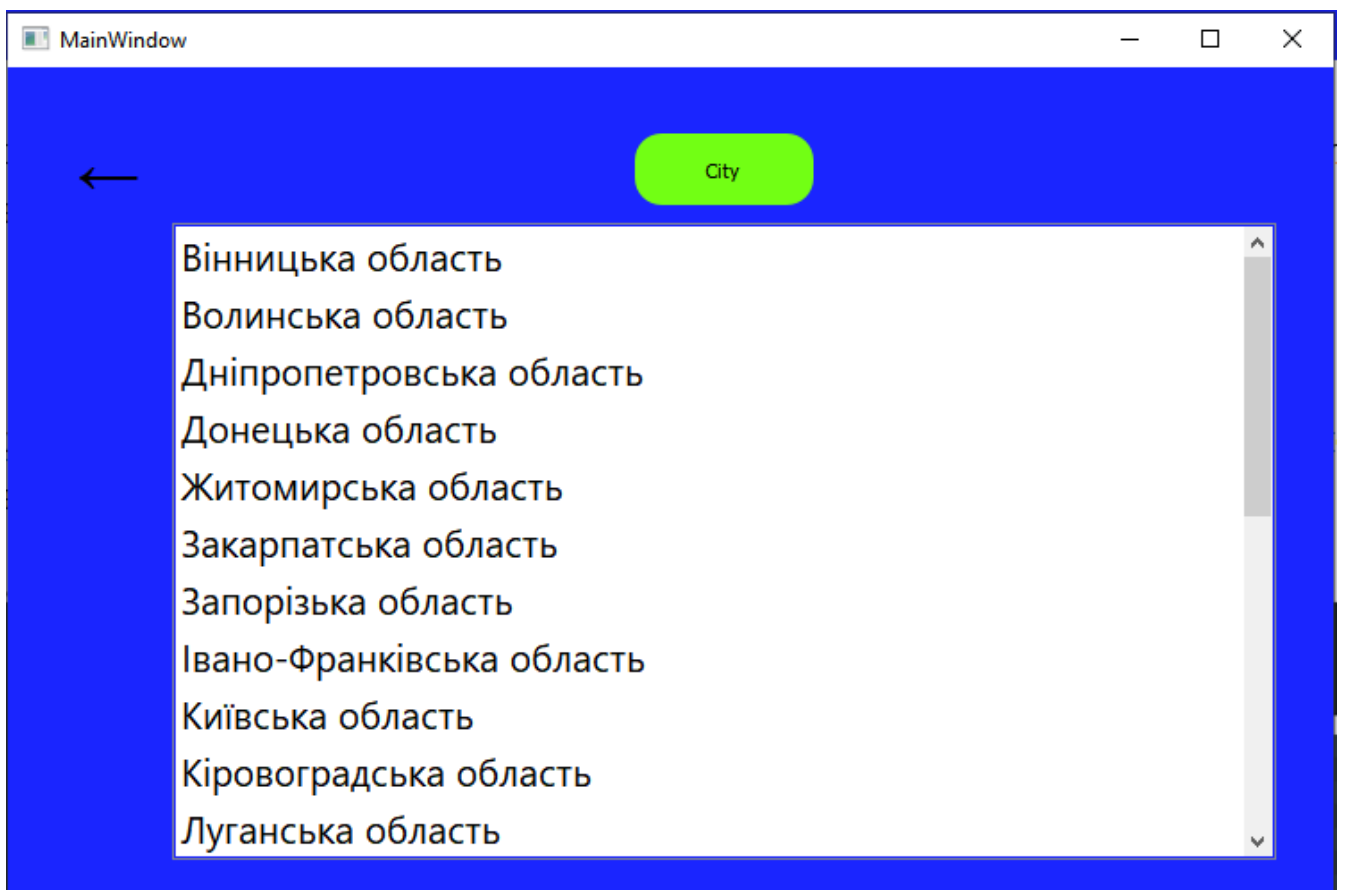 MainWindow
City
Вінницька область
Волинська область
Дніпропетровська область
Донецька область
Житомирська область
Закарпатська область
Запорізька область
Івано-Франківська область
Київська область
Кіровоградська область
Луганська область